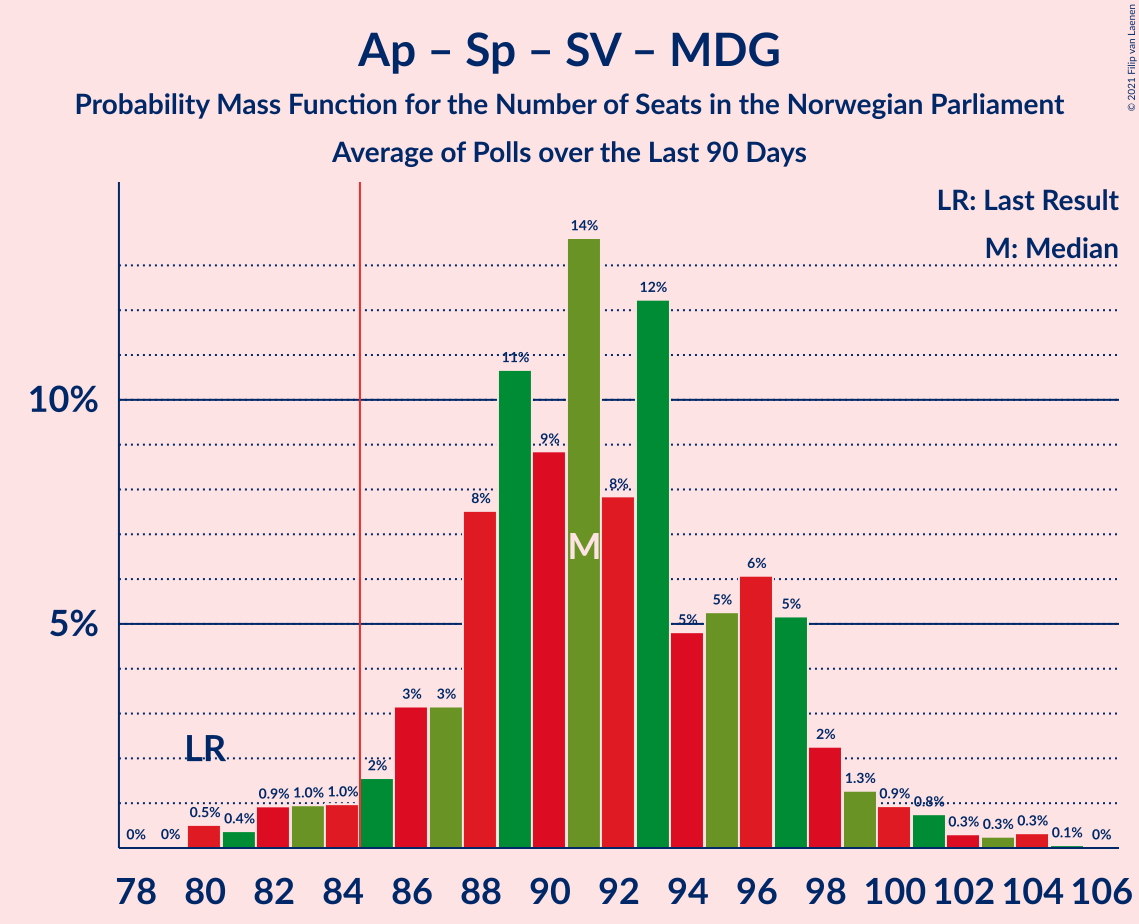 Ap – Sp – SV – MDG
Probability Mass Function for the Number of Seats in the Norwegian Parliament
Average of Polls over the Last 90 Days
© 2021 Filip van Laenen
LR: Last Result
M: Median
10%
5%
LR
M
0% 0% 0.5% 0.4% 0.9% 1.0% 1.0% 2% 3% 3% 8% 11% 9% 14% 8% 12% 5% 5% 6% 5% 2% 1.3% 0.9% 0.8% 0.3% 0.3% 0.3% 0.1% 0%
78 80 82 84 86 88 90 92 94 96 98 100 102 104 106